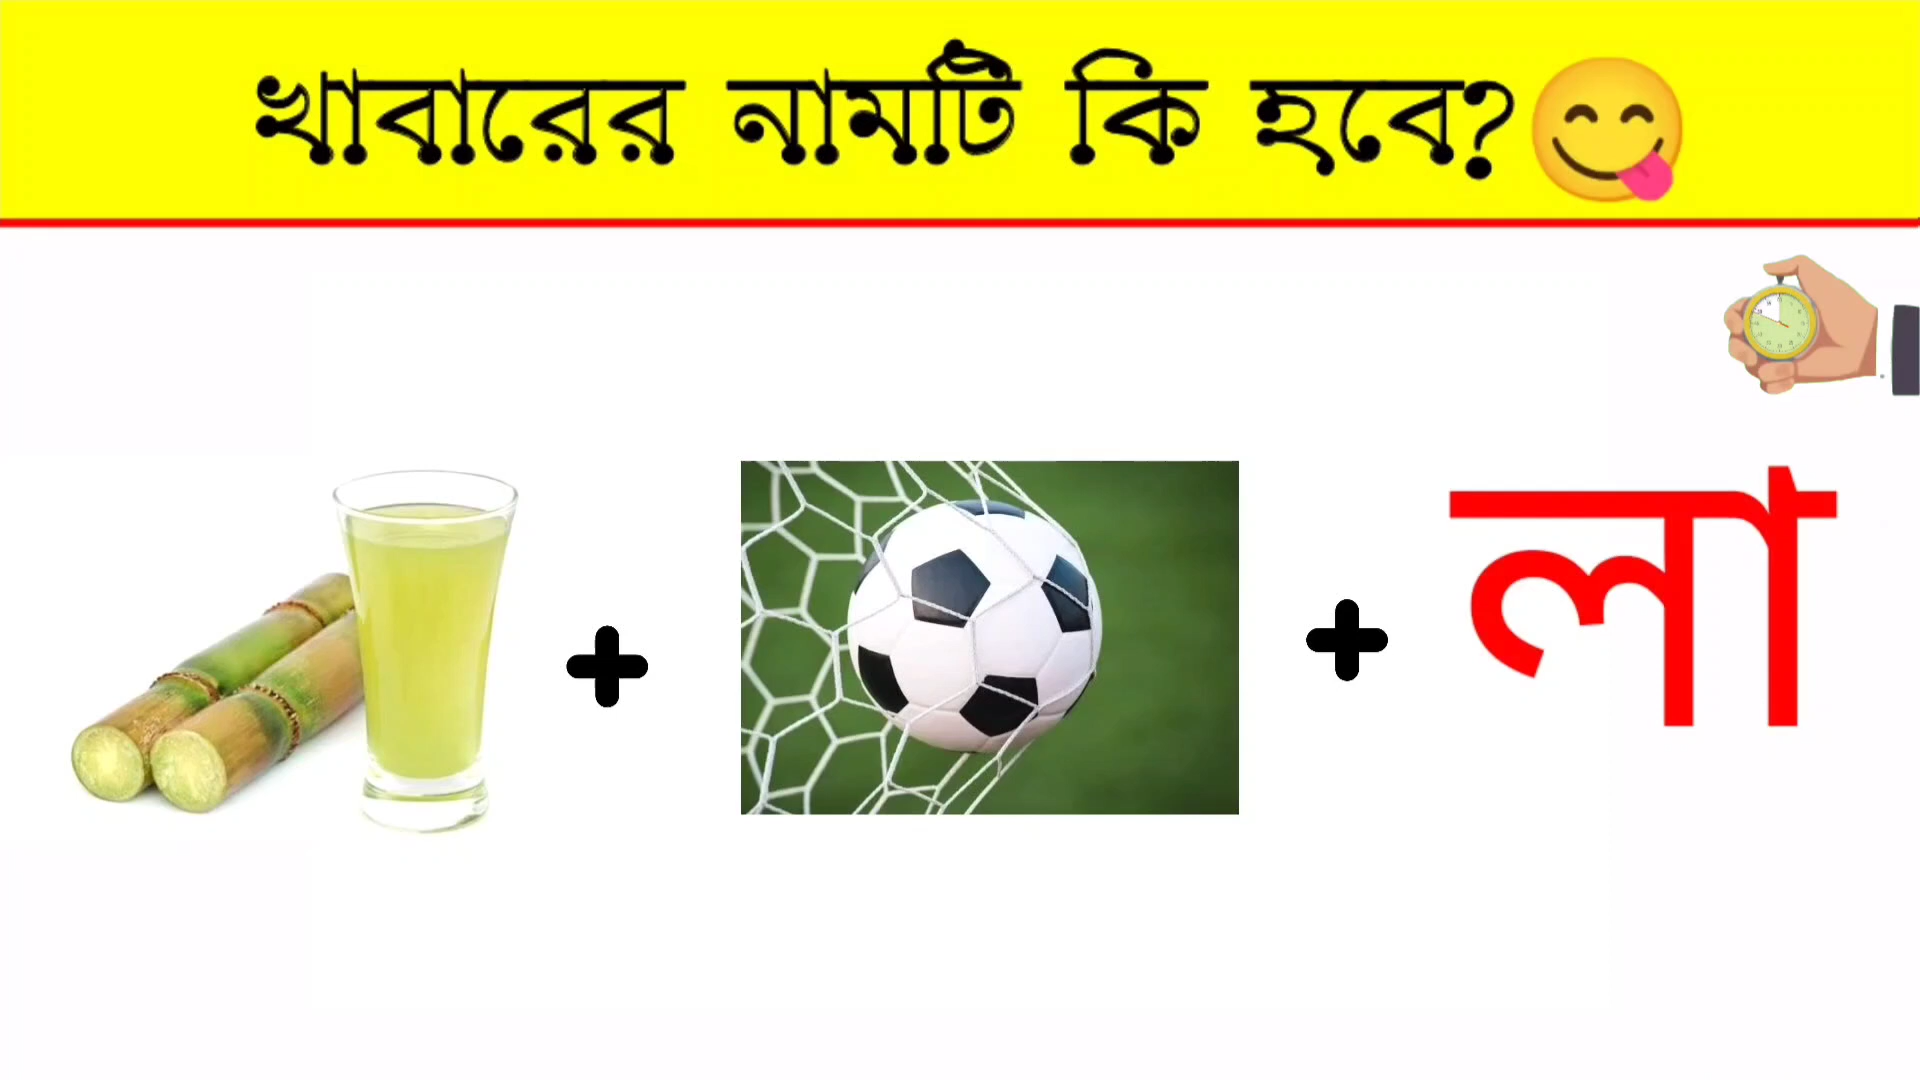 খাবারের নামটি কি হবে?
+ + লা